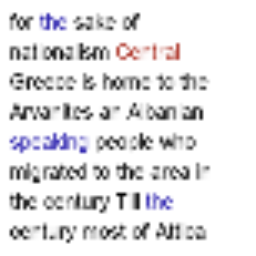 for the sake of
nationalism Central
Greece is home to the
Arvanites an Albanian
speaking people who
migrated to the area in
the century Till the
century most of Attica